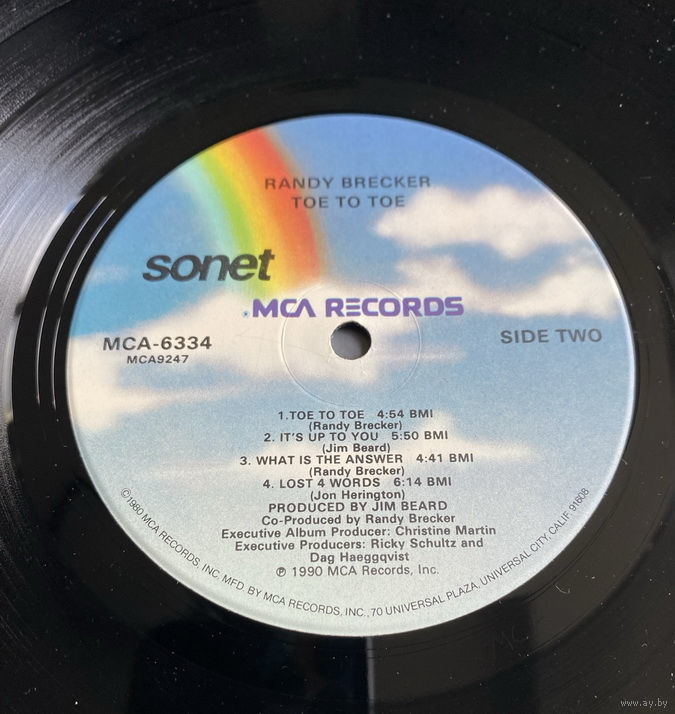 RANDY BRECKER
TOE TO TOE
sonet
MCA RECORDS
MCA-6334
MCA9247
SIDE TWO
1.TOE TO TOE 4:54 BMI
(Randy Brecker)
2. IT'S UP TO YOU 5:50 BMI
(Jim Beard)
3. WHAT IS THE ANSWER 4:41 BMI
(Randy Brecker)
4. LOST 4 WORDS 6:14 BMI
(Jon Herington)
PRODUCED BY JIM BEARD
Co-Produced by Randy Brecker
Executive Album Producer: Christine Martin
Executive Producers: Ricky Schultz and
Dag Haeggqvist
℗ 1990 MCA Records, Inc.
©1980 MCA RECORDS, INC. MFD. BY MCA RECORDS, INC., 70 UNIVERSAL PLAZA, UNIVERSAL CITY, CALIF. 91608
www.ay.by